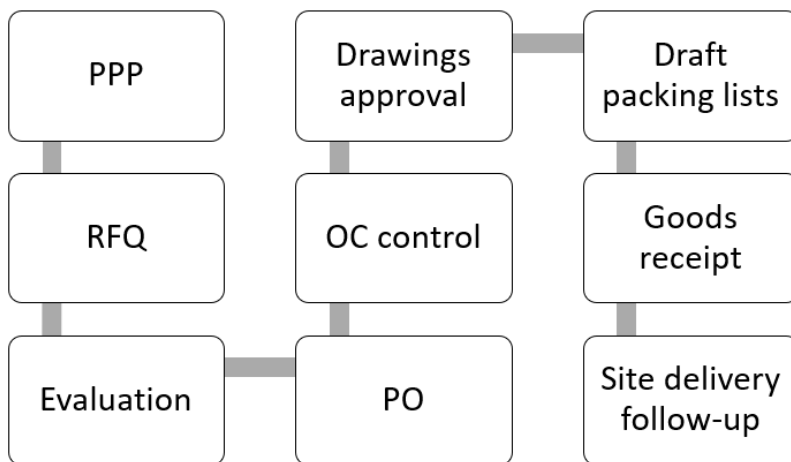 PPP
RFQ
Evaluation
PO
OC control
Drawings
approval
Draft
packing lists
Goods
receipt
Site delivery
follow-up